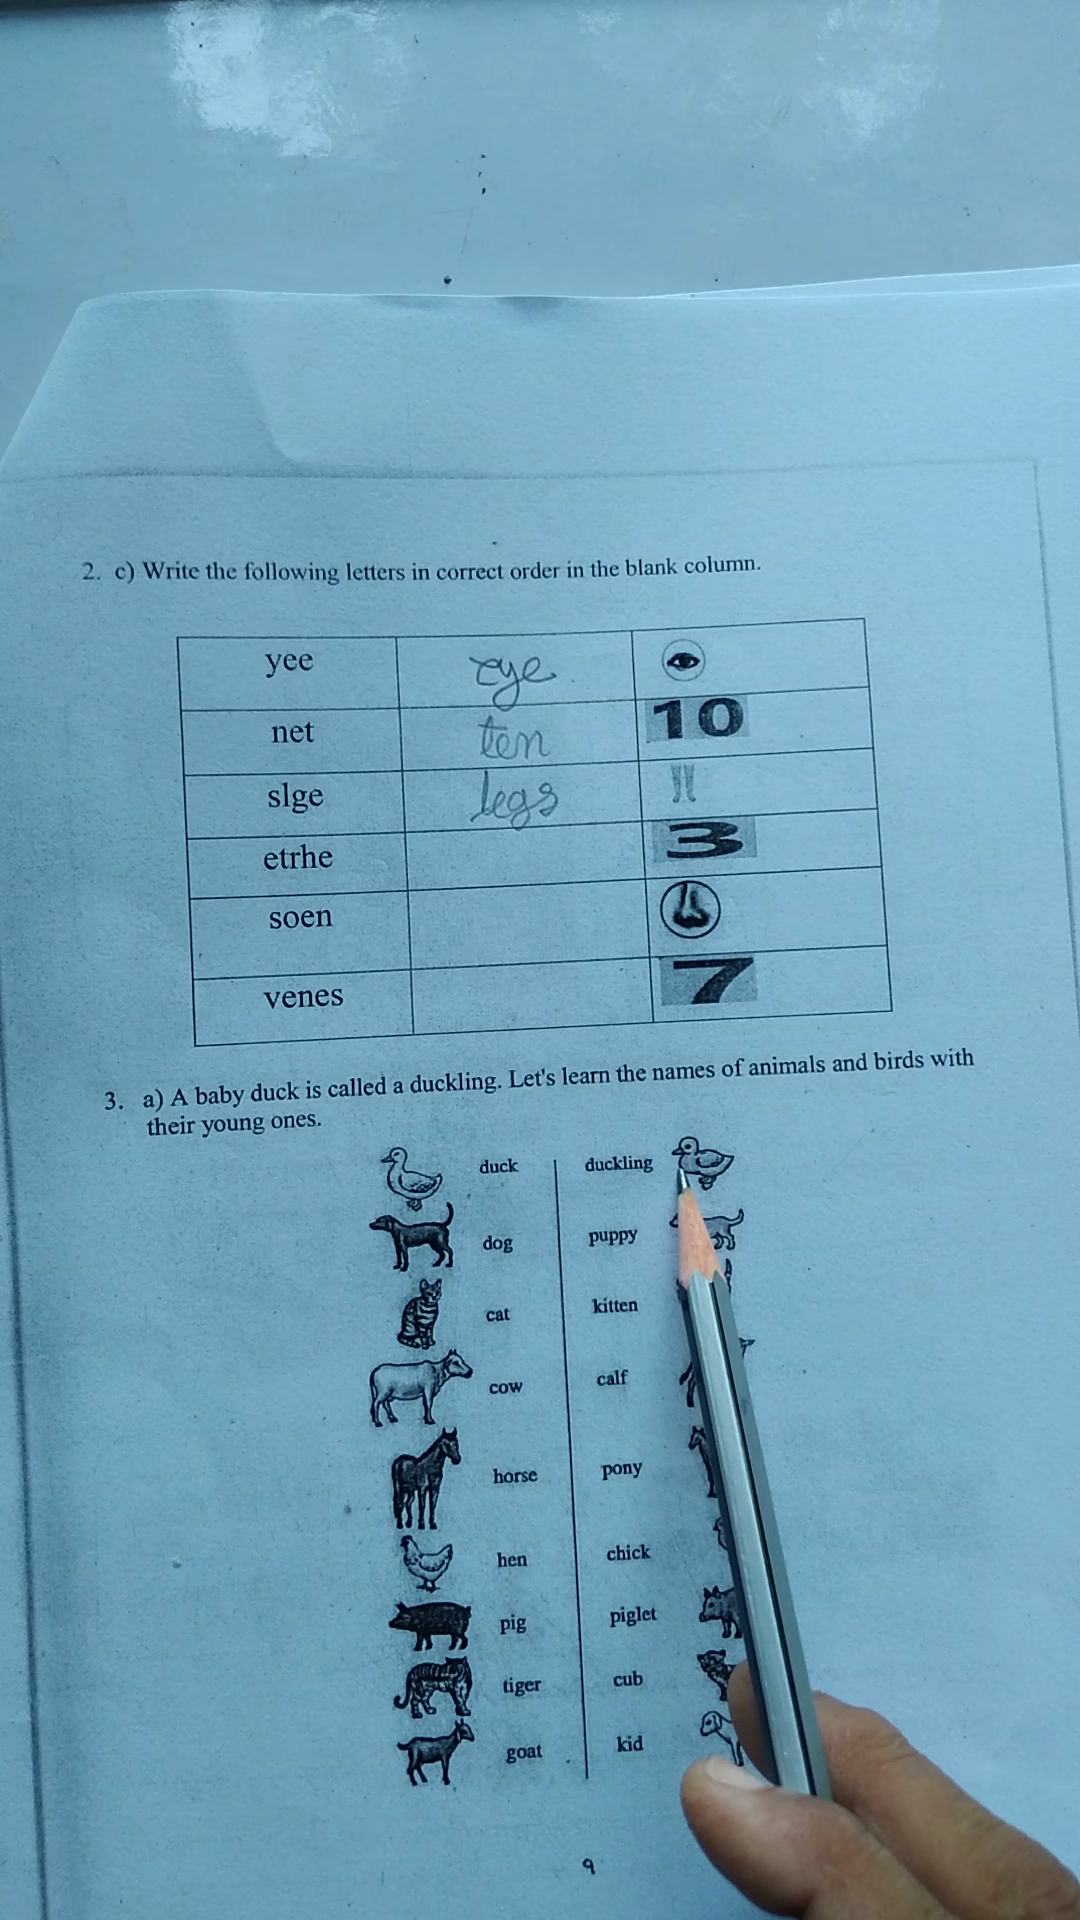 2. c) Write the following letters in correct order in the blank column.
yee eye
net ten 10
slge legs
etrhe 3
soen
venes 7
3. a) A baby duck is called a duckling. Let's learn the names of animals and birds with
their young ones.
duck duckling
dog puppy
cat kitten
cow calf
horse pony
hen chick
pig piglet
tiger cub
goat kid
9